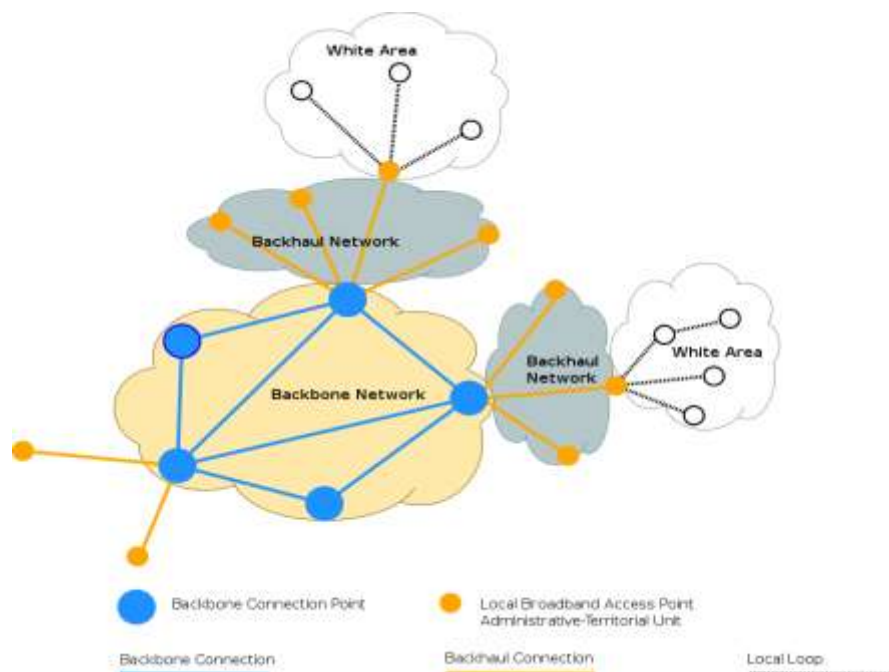 White Area
Backhaul Network
Backhaul
Network
White Area
Backbone Network
Backbone Connection Point
Local Broadband Access Point
Administrative-Territorial Unit
Backbone Connection
Backhaul Connection
Local Loop